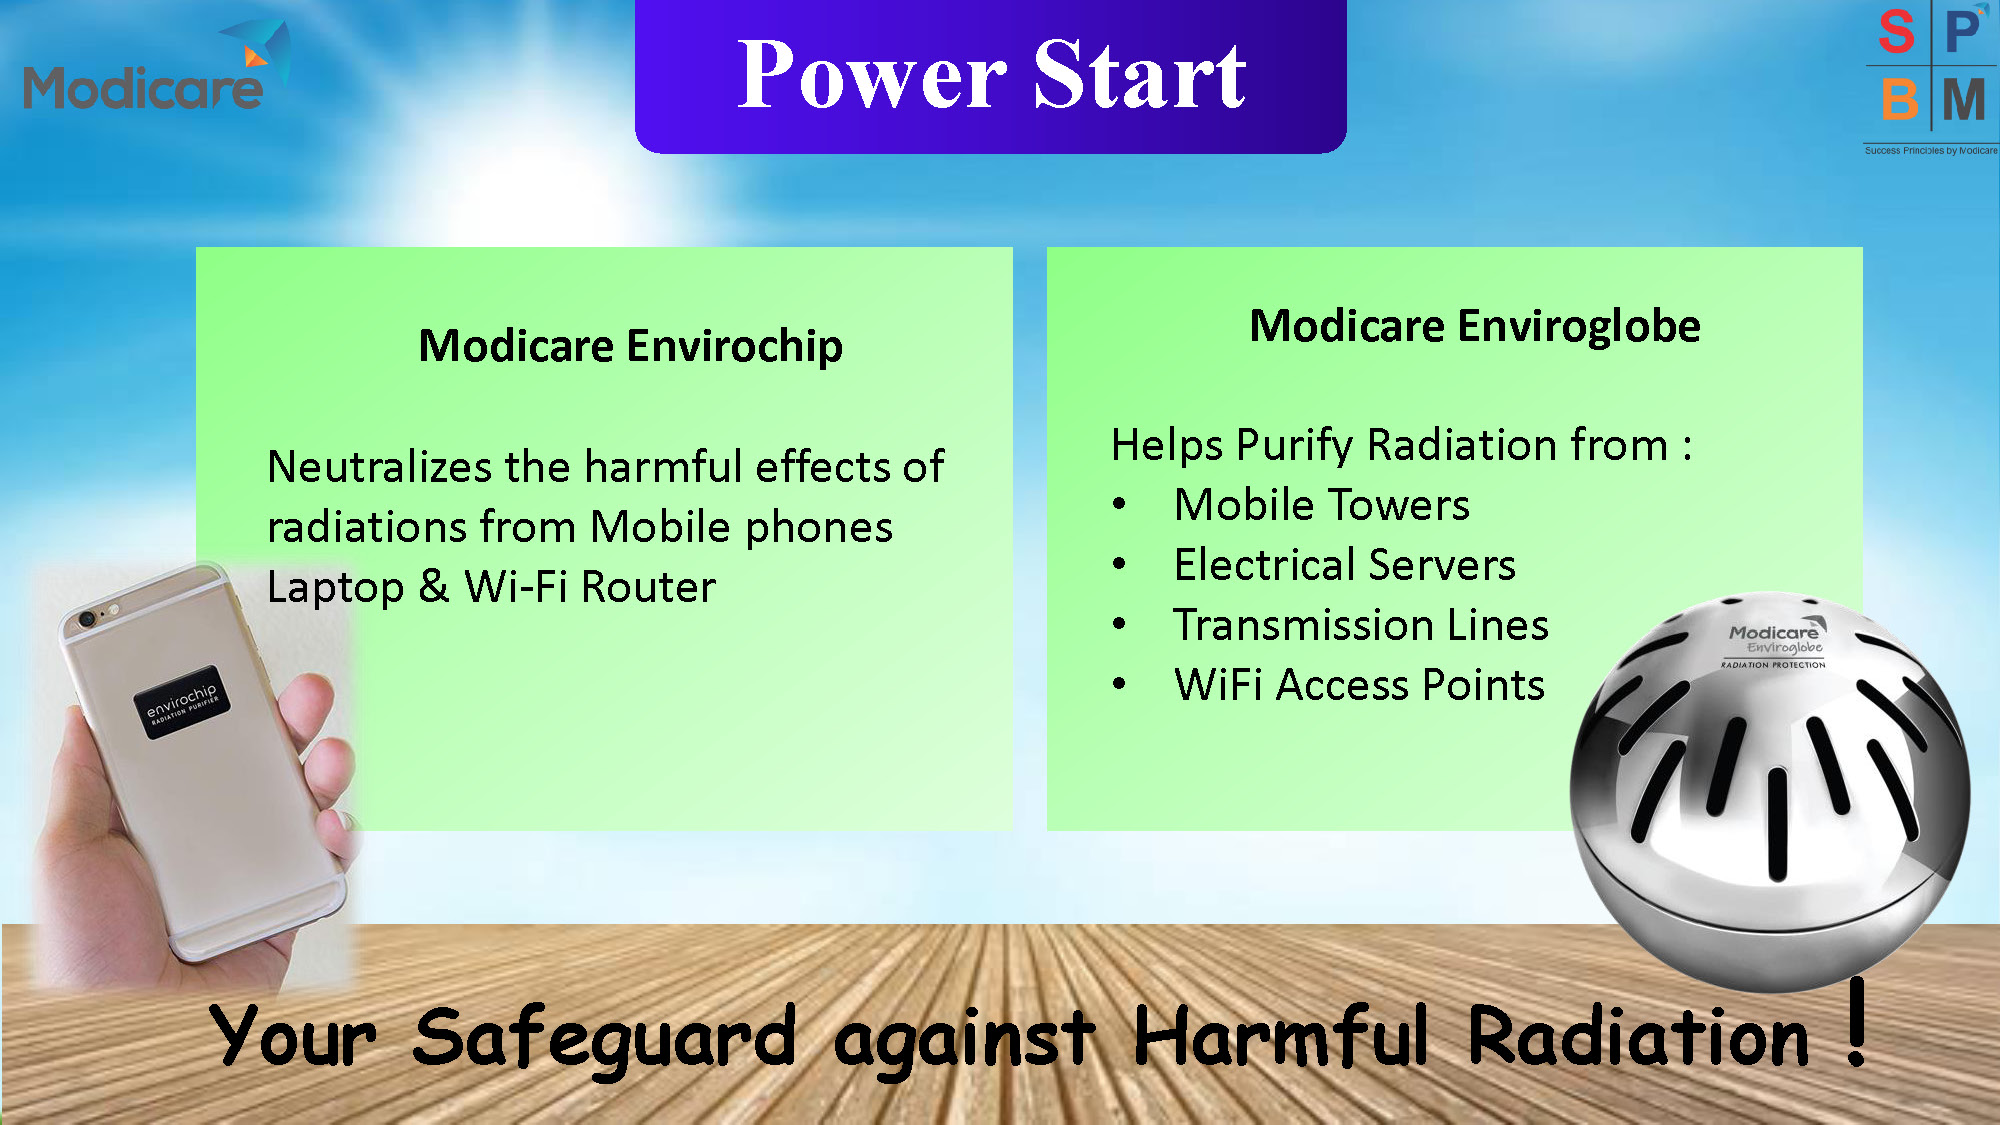 Modicare
Power Start
S P
B M
Success Principles by Modicare
Modicare Envirochip
Neutralizes the harmful effects of
radiations from Mobile phones
Laptop & Wi-Fi Router
envirochip
RADIATION PURIFIER
Modicare Enviroglobe
Helps Purify Radiation from :
• Mobile Towers
• Electrical Servers
• Transmission Lines
• WiFi Access Points
Modicare
Enviroglobe
RADIATION PROTECTION
Your Safeguard against Harmful Radiation !